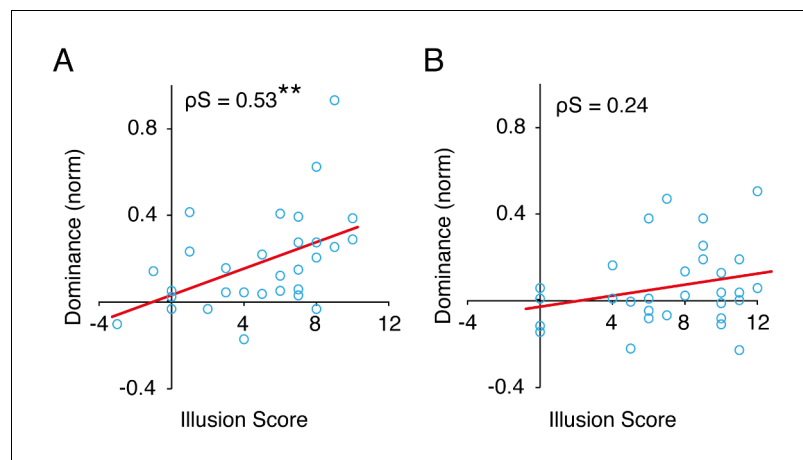 A
ρS = 0.53**
Dominance (norm)
0.8
0.4
-4
4
8
12
-0.4
Illusion Score
B
ρS = 0.24
Dominance (norm)
0.8
0.4
-4
4
8
12
-0.4
Illusion Score